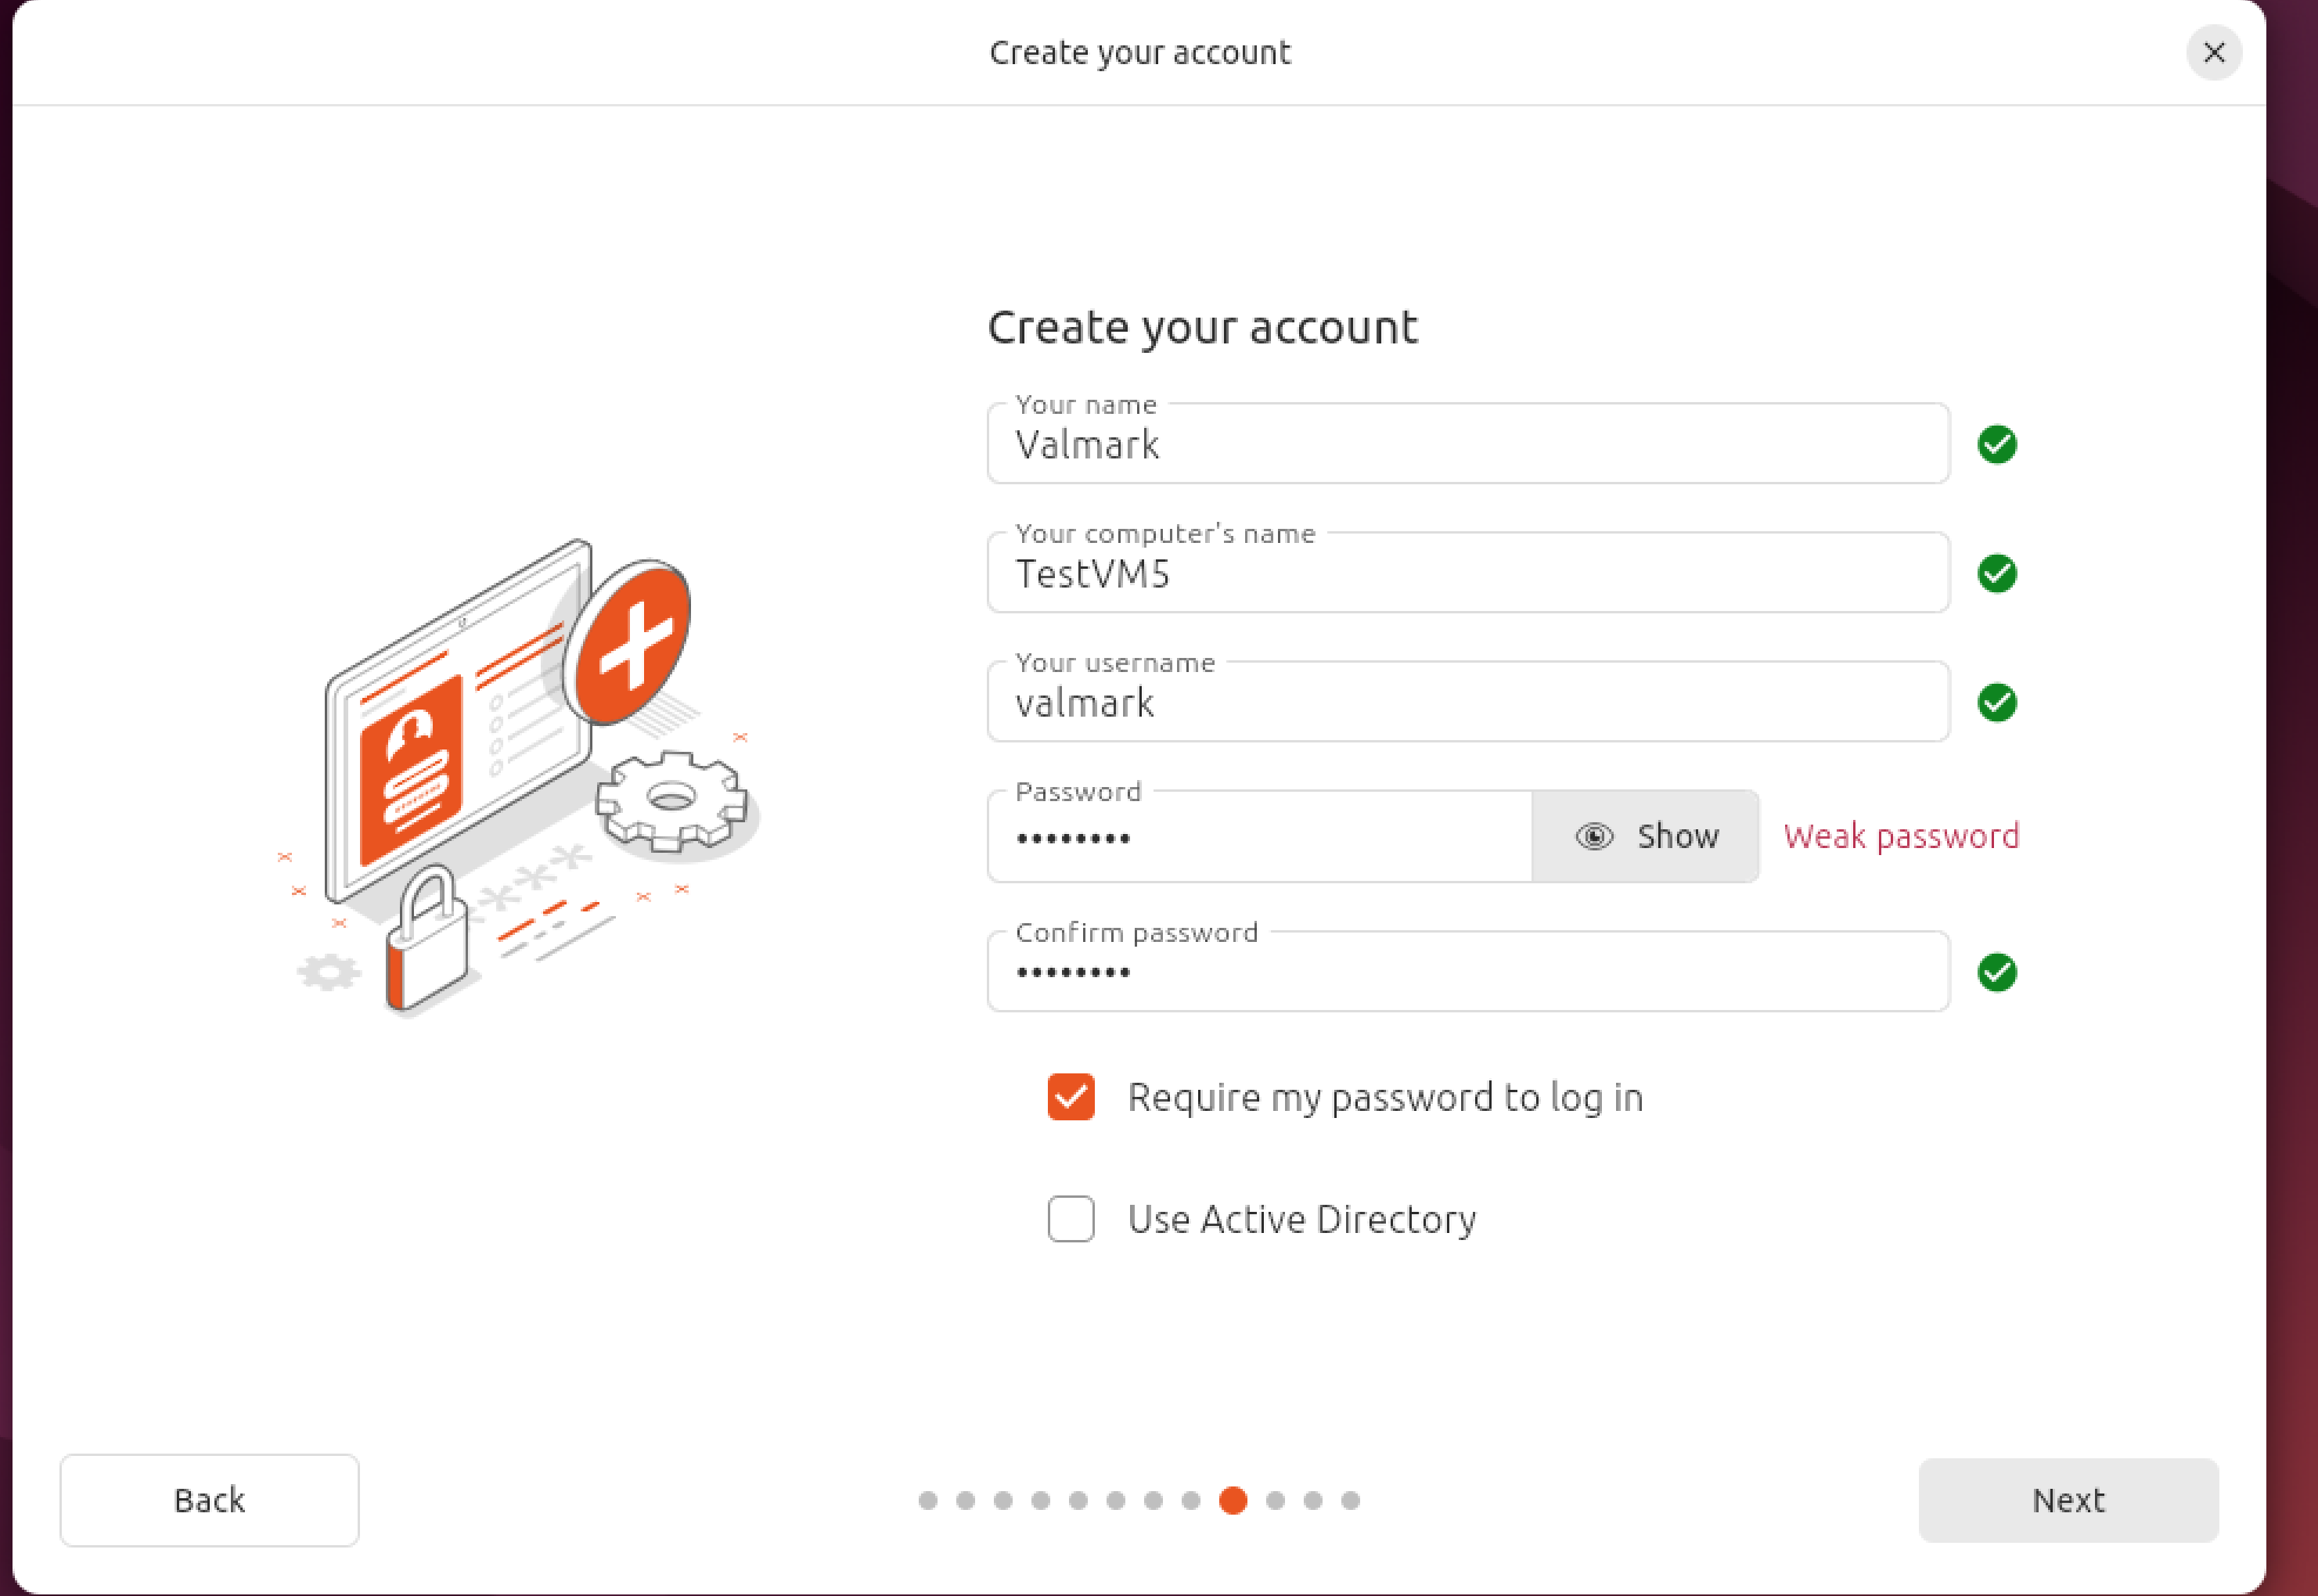 Create your account
Create your account
Your name
Valmark
Your computer's name
TestVM5
Your username
valmark
Password
••••••••
Show
Weak password
Confirm password
••••••••
Require my password to log in
Use Active Directory
Back
Next